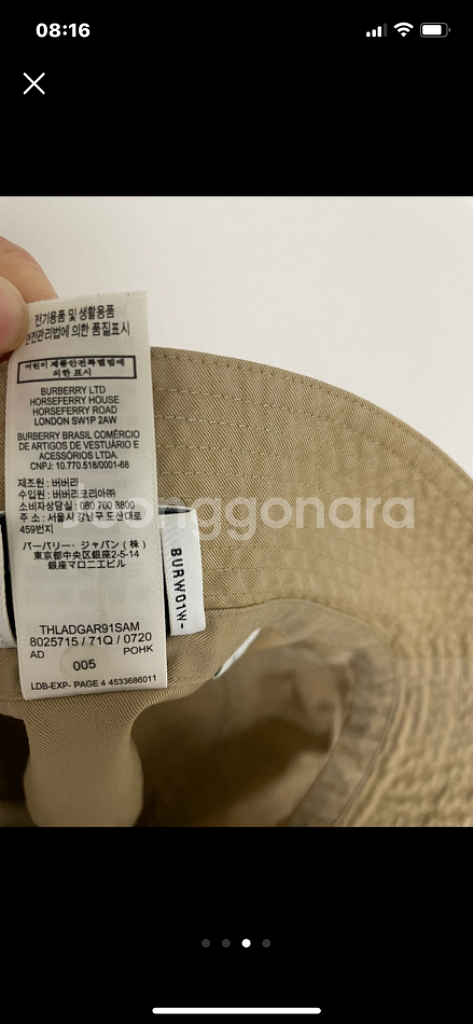 08:16
전기용품 및 생활용품
안전관리법에 의한 품질표시
어린이 제품안전특별법에
의한 표시
BURBERRY LTD
HORSEFERRY HOUSE
HORSEFERRY ROAD
LONDON SW1P 2AW
BURBERRY BRASIL COMÉRCIO
DE ARTIGOS DE VESTUÁRIO E
ACESSÓRIOS LTDA.
CNPJ: 10.770.518/0001-68
제조원 : 버버리
수입원 : 버버리코리아㈜
소비자상담실 : 080 700 8800
주 소 : 서울시 강남구 도산대로
459번지
バーバリー・ジャパン(株)
東京都中央区銀座2-5-14
銀座マロニエビル
THLADGAR91SAM
8025715 / 71Q / 0720
AD POHK
005
LDB-EXP- PAGE 4 4533686011
BURW01W-
onggonara